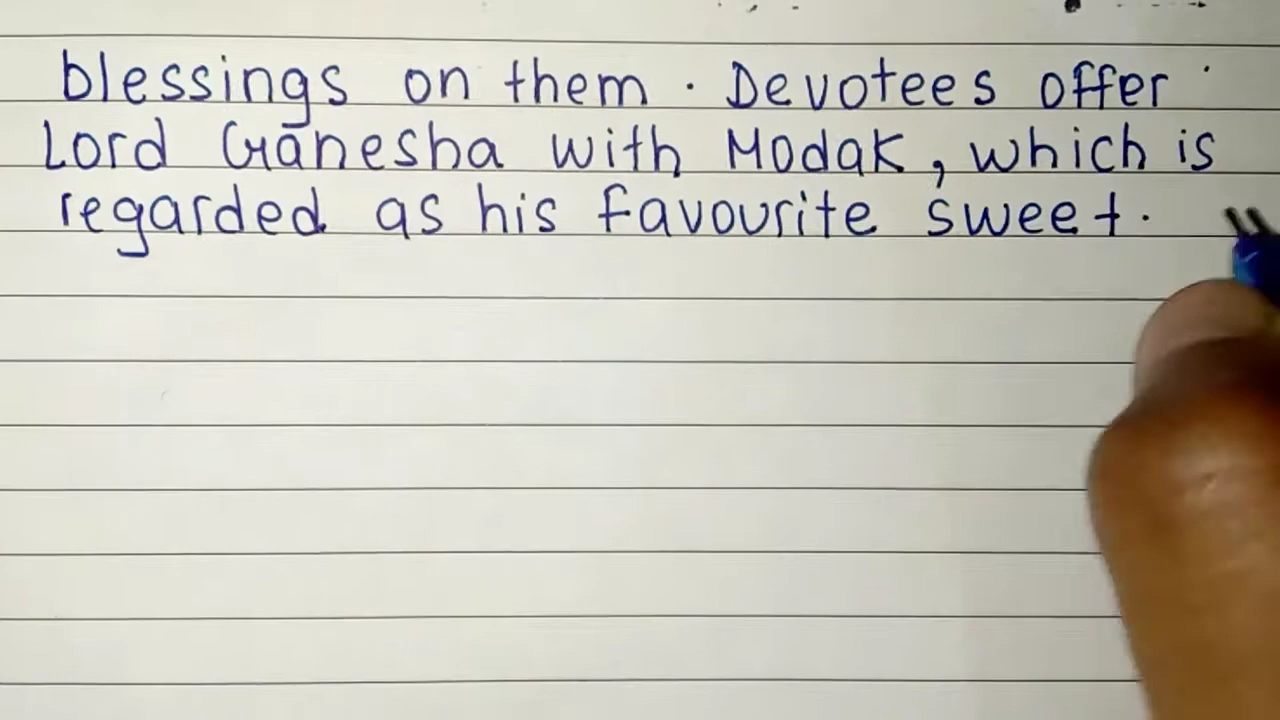 blessings on them. Devotees offer
Lord Ganesha with Modak, which is
regarded as his favourite sweet.